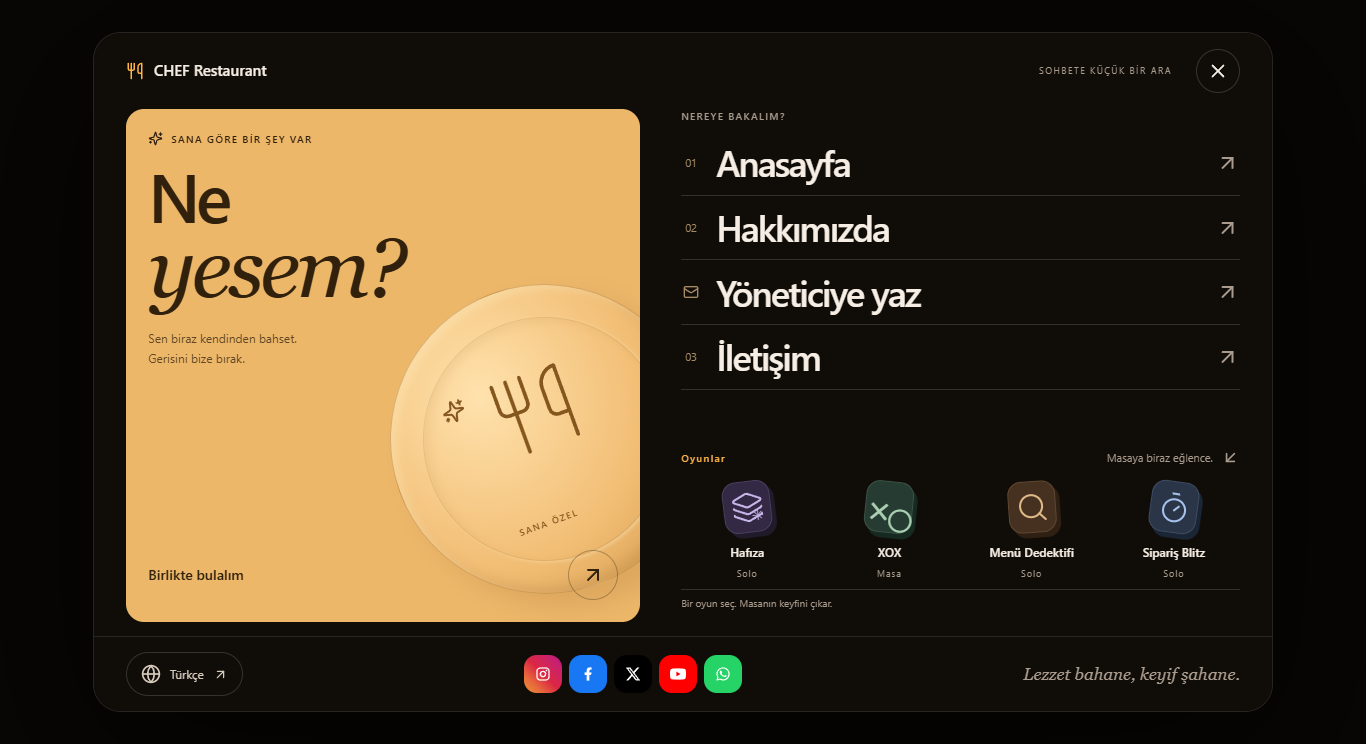 CHEF Restaurant
SOHBETE KÜÇÜK BİR ARA
SANA GÖRE BİR ŞEY VAR
Ne
yesem?
Sen biraz kendinden bahset.
Gerisini bize bırak.
SANA ÖZEL
Birlikte bulalım
NEREYE BAKALIM?
01 Anasayfa
02 Hakkımızda
Yöneticiye yaz
03 İletişim
Oyunlar
Masaya biraz eğlence.
Hafıza
Solo
XOX
Masa
Menü Dedektifi
Solo
Sipariş Blitz
Solo
Bir oyun seç. Masanın keyfini çıkar.
Türkçe
Lezzet bahane, keyif şahane.